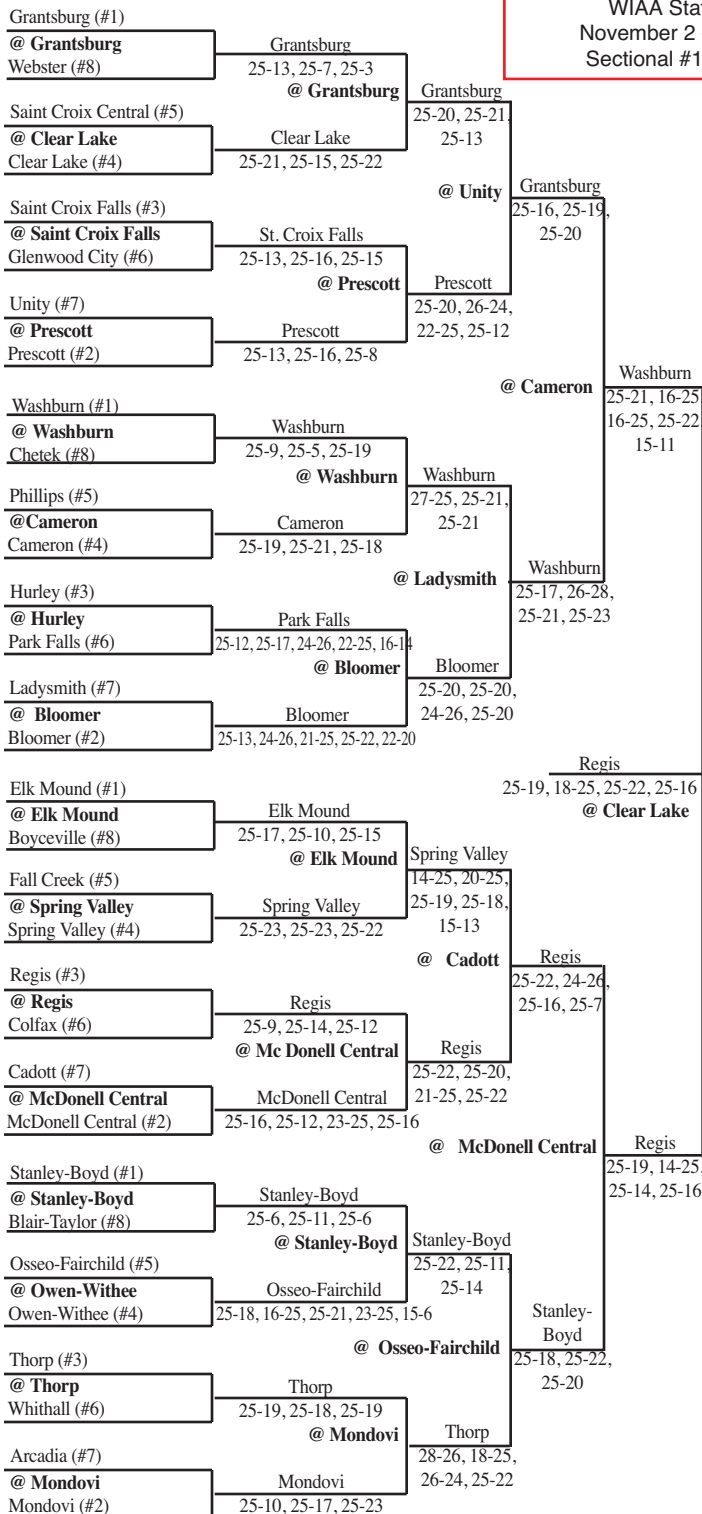 WIAA Sta
November 2
Sectional #1
Grantsburg (#1)
@ Grantsburg
Webster (#8)
Grantsburg
25-13, 25-7, 25-3
@ Grantsburg
Saint Croix Central (#5)
@ Clear Lake
Clear Lake (#4)
Clear Lake
25-21, 25-15, 25-22
Grantsburg
25-20, 25-21,
25-13
@ Unity
Saint Croix Falls (#3)
@ Saint Croix Falls
Glenwood City (#6)
St. Croix Falls
25-13, 25-16, 25-15
@ Prescott
Unity (#7)
@ Prescott
Prescott (#2)
Prescott
25-13, 25-16, 25-8
Prescott
25-20, 26-24,
22-25, 25-12
Grantsburg
25-16, 25-19,
25-20
@ Cameron
Washburn (#1)
@ Washburn
Chetek (#8)
Washburn
25-9, 25-5, 25-19
@ Washburn
Phillips (#5)
@Cameron
Cameron (#4)
Cameron
25-19, 25-21, 25-18
Washburn
27-25, 25-21,
25-21
@ Ladysmith
Hurley (#3)
@ Hurley
Park Falls (#6)
Park Falls
25-12, 25-17, 24-26, 22-25, 16-14
@ Bloomer
Ladysmith (#7)
@ Bloomer
Bloomer (#2)
Bloomer
25-13, 24-26, 21-25, 25-22, 22-20
Bloomer
25-20, 25-20,
24-26, 25-20
Washburn
25-17, 26-28,
25-21, 25-23
Washburn
25-21, 16-25,
16-25, 25-22,
15-11
Regis
25-19, 18-25, 25-22, 25-16
@ Clear Lake
Elk Mound (#1)
@ Elk Mound
Boyceville (#8)
Elk Mound
25-17, 25-10, 25-15
@ Elk Mound
Fall Creek (#5)
@ Spring Valley
Spring Valley (#4)
Spring Valley
25-23, 25-23, 25-22
Spring Valley
14-25, 20-25,
25-19, 25-18,
15-13
@ Cadott
Regis (#3)
@ Regis
Colfax (#6)
Regis
25-9, 25-14, 25-12
@ Mc Donell Central
Cadott (#7)
@ McDonell Central
McDonell Central (#2)
McDonell Central
25-16, 25-12, 23-25, 25-16
Regis
25-22, 25-20,
21-25, 25-22
Regis
25-22, 24-26,
25-16, 25-7
@ McDonell Central
Stanley-Boyd (#1)
@ Stanley-Boyd
Blair-Taylor (#8)
Stanley-Boyd
25-6, 25-11, 25-6
@ Stanley-Boyd
Osseo-Fairchild (#5)
@ Owen-Withee
Owen-Withee (#4)
Osseo-Fairchild
25-18, 16-25, 25-21, 23-25, 15-6
Stanley-Boyd
25-22, 25-11,
25-14
@ Osseo-Fairchild
Thorp (#3)
@ Thorp
Whithall (#6)
Thorp
25-19, 25-18, 25-19
@ Mondovi
Arcadia (#7)
@ Mondovi
Mondovi (#2)
Mondovi
25-10, 25-17, 25-23
Thorp
28-26, 18-25,
26-24, 25-22
Stanley-
Boyd
25-18, 25-22,
25-20
Regis
25-19, 14-25,
25-14, 25-16